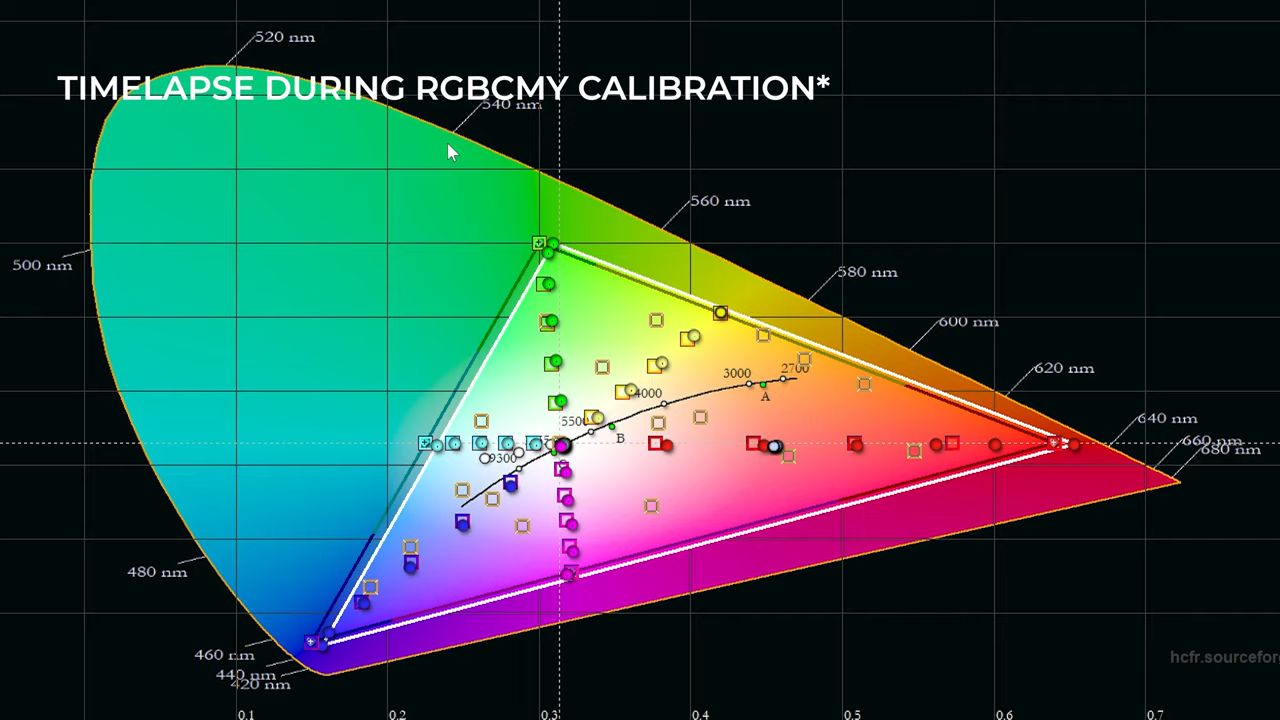 520 nm
TIMELAPSE DURING RGBCMY CALIBRATION*
540 nm
560 nm
500 nm
580 nm
600 nm
620 nm
3000
2700
4000
A
640 nm
5500
B
660 nm
680 nm
9300
480 nm
460 nm
440 nm
420 nm
hcfr.sourcefor
0.1
0.2
0.3
0.4
0.5
0.6
0.7